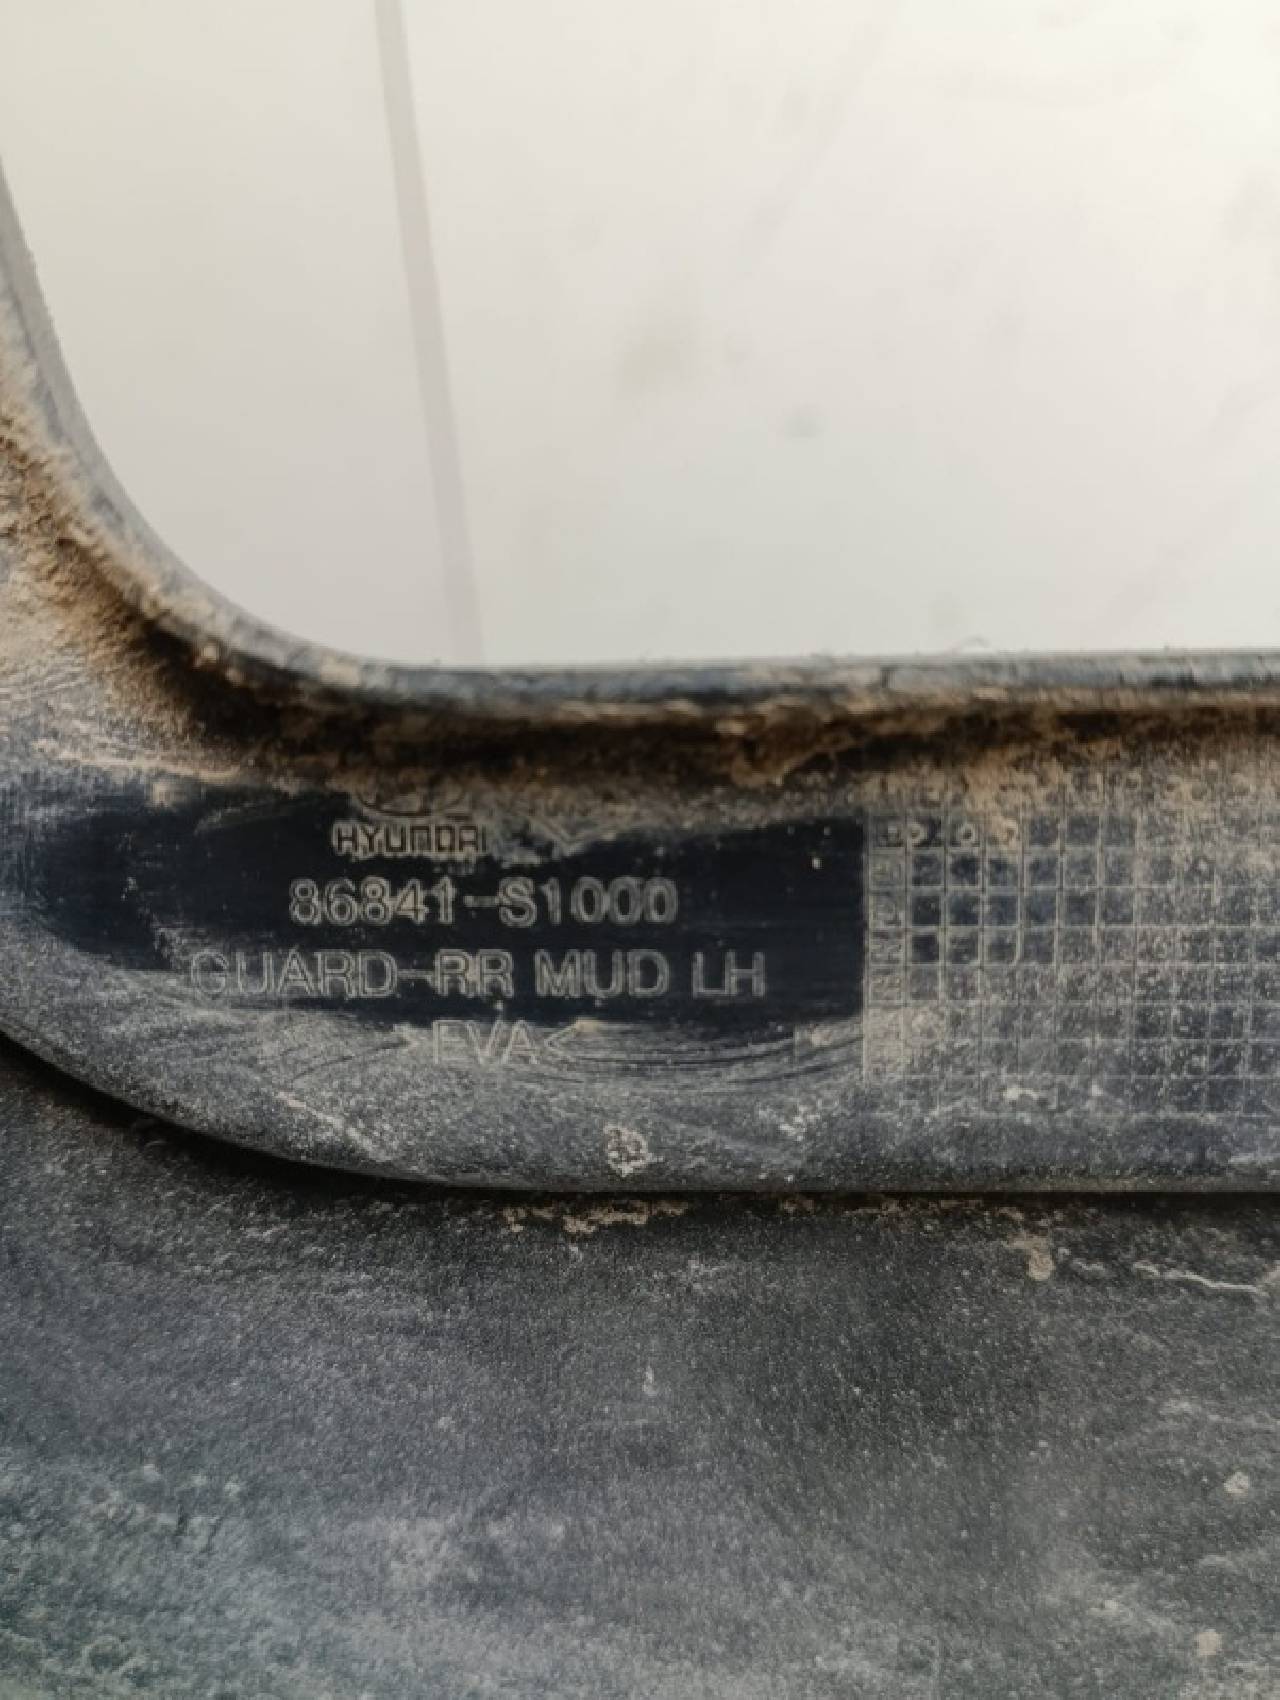 HYUNDAI
86841-S1000
GUARD-RR MUD LH
>EVA<